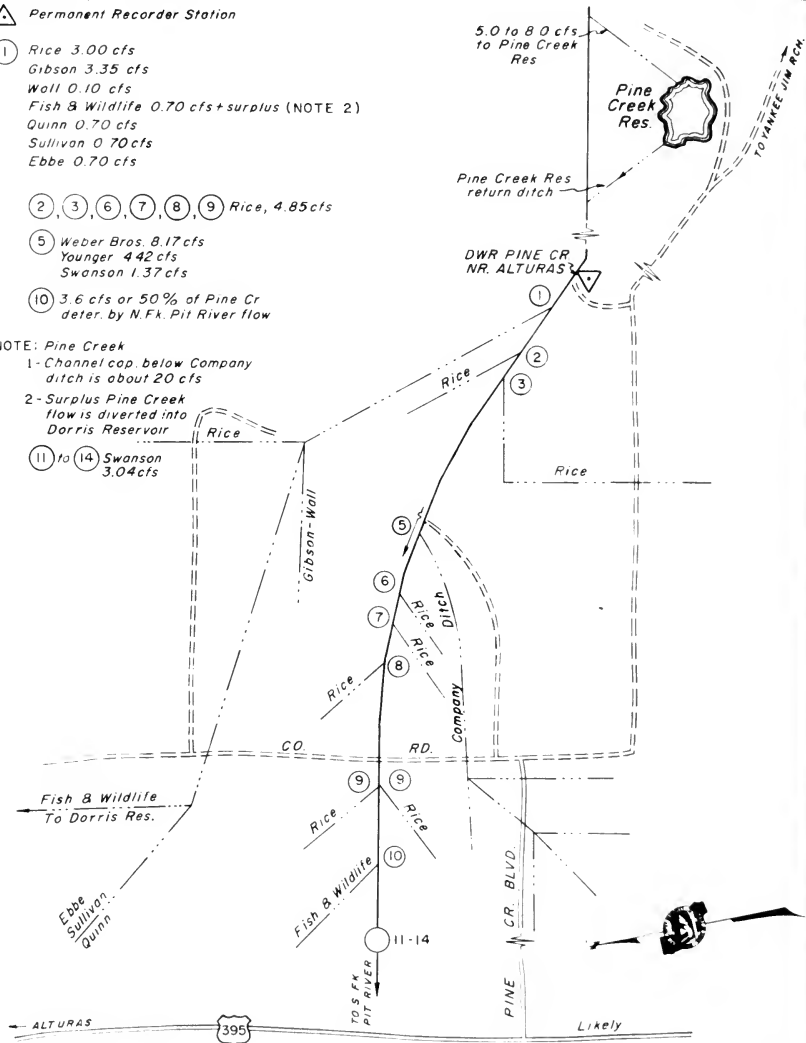 Permanent Recorder Station
1 Rice 3.00 cfs
Gibson 3.35 cfs
Wall 0.10 cfs
Fish & Wildlife 0.70 cfs + surplus (NOTE 2)
Quinn 0.70 cfs
Sullivan 0 70 cfs
Ebbe 0.70 cfs
2, 3, 6, 7, 8, 9 Rice, 4.85 cfs
5 Weber Bros. 8.17 cfs
Younger 4 42 cfs
Swanson 1.37 cfs
10 3.6 cfs or 50% of Pine Cr
deter. by N.Fk. Pit River flow
NOTE: Pine Creek
1- Channel cap. below Company
ditch is about 20 cfs
2- Surplus Pine Creek
flow is diverted into
Dorris Reservoir
11 to 14 Swanson
3.04 cfs
5.0 to 8 0 cfs
to Pine Creek
Res
Pine
Creek
Res.
TO YANKEE JIM RCH.
Pine Creek Res
return ditch
DWR PINE CR.
NR. ALTURAS
1
2
Rice
3
Rice
Rice
Gibson-Wall
5
6
Rice
Ditch
7
Rice
8
Rice
Company
CO. RD.
9 9
Rice
Rice
Fish & Wildlife
To Dorris Res.
10
Fish & Wildlife
Ebbe
Sullivan
Quinn
11-14
TO S FK
PIT RIVER
PINE CR. BLVD.
ALTURAS
395
Likely